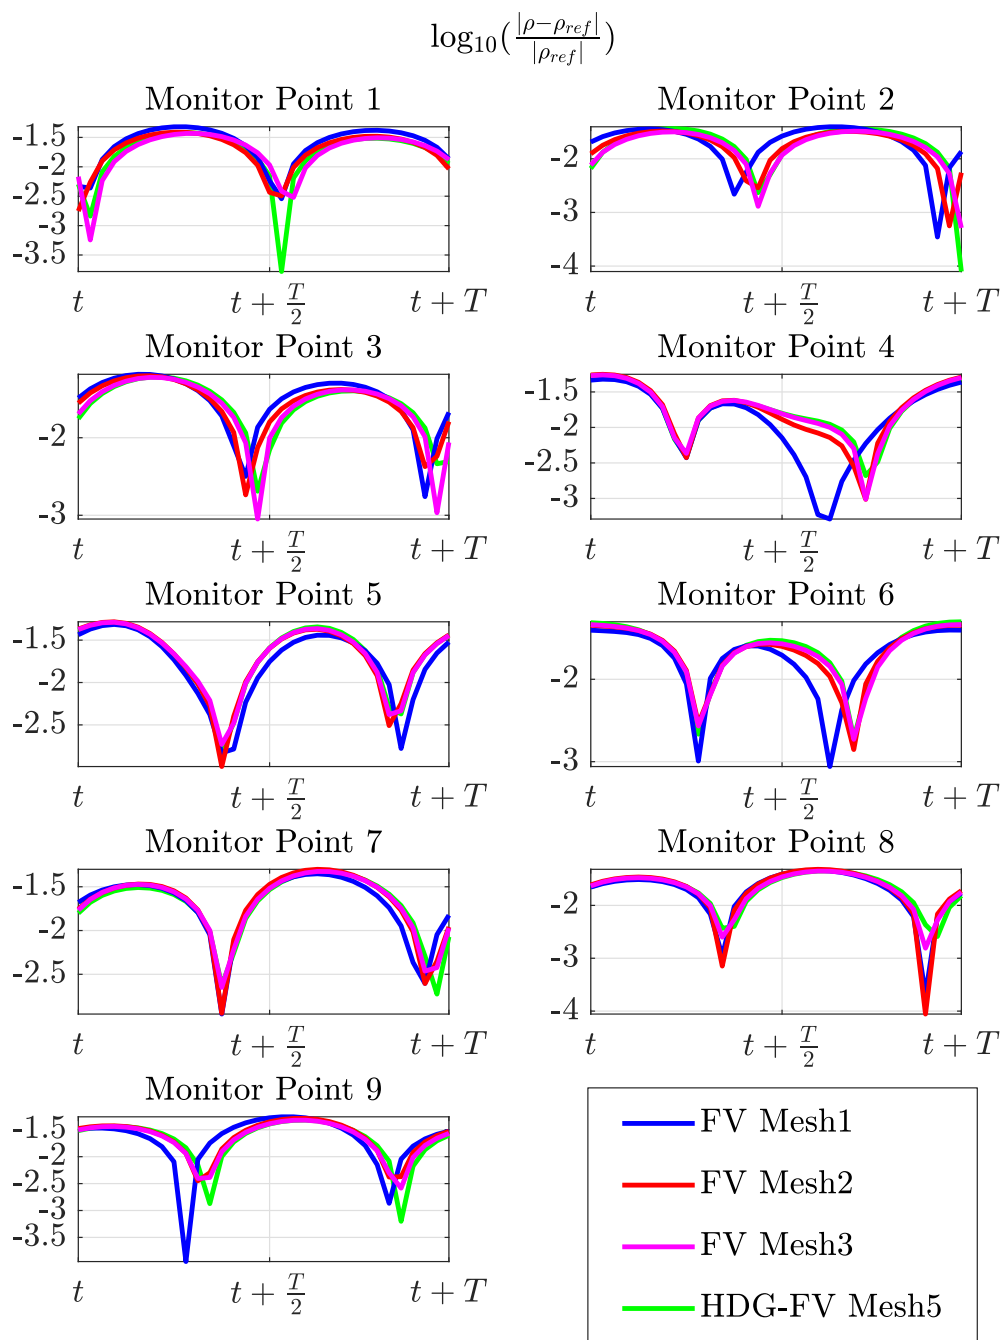 log₁₀(|ρ−ρ_ref| / |ρ_ref|)
Monitor Point 1
-1.5
-2
-2.5
-3
-3.5
t t + T/2 t + T
Monitor Point 2
-2
-3
-4
t t + T/2 t + T
Monitor Point 3
-2
-3
t t + T/2 t + T
Monitor Point 4
-1.5
-2
-2.5
-3
t t + T/2 t + T
Monitor Point 5
-1.5
-2
-2.5
t t + T/2 t + T
Monitor Point 6
-2
-3
t t + T/2 t + T
Monitor Point 7
-1.5
-2
-2.5
t t + T/2 t + T
Monitor Point 8
-2
-3
-4
t t + T/2 t + T
Monitor Point 9
-1.5
-2
-2.5
-3
-3.5
t t + T/2 t + T
FV Mesh1
FV Mesh2
FV Mesh3
HDG-FV Mesh5